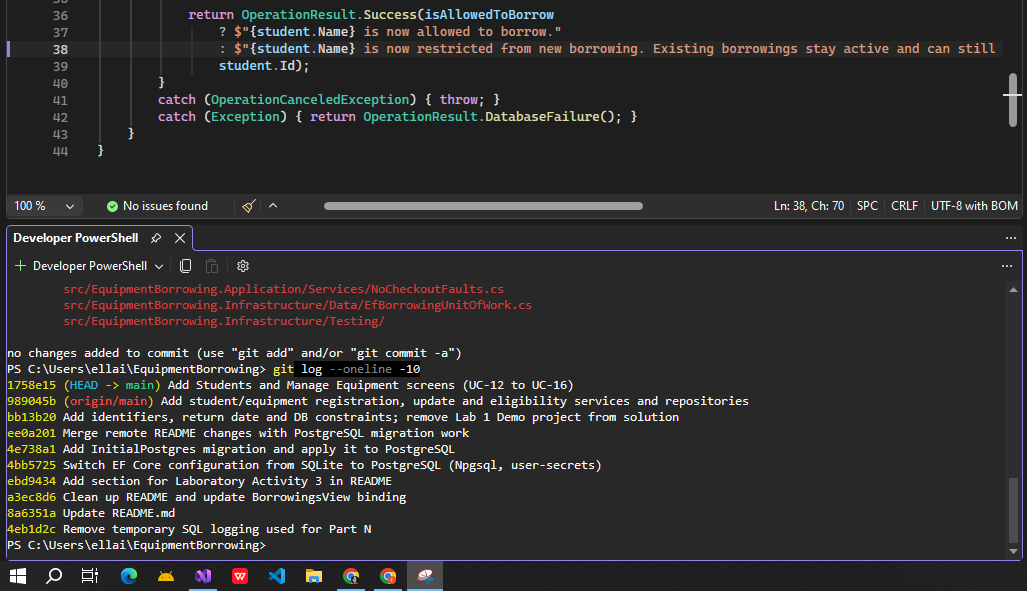 36 return OperationResult.Success(isAllowedToBorrow
37 ? $"{student.Name} is now allowed to borrow."
38 : $"{student.Name} is now restricted from new borrowing. Existing borrowings stay active and can still
39 student.Id);
40 }
41 catch (OperationCanceledException) { throw; }
42 catch (Exception) { return OperationResult.DatabaseFailure(); }
43 }
44 }
100 % No issues found Ln: 38, Ch: 70 SPC CRLF UTF-8 with BOM
Developer PowerShell
+ Developer PowerShell
src/EquipmentBorrowing.Application/Services/NoCheckoutFaults.cs
src/EquipmentBorrowing.Infrastructure/Data/EfBorrowingUnitOfWork.cs
src/EquipmentBorrowing.Infrastructure/Testing/
no changes added to commit (use "git add" and/or "git commit -a")
PS C:\Users\ellai\EquipmentBorrowing> git log --oneline -10
1758e15 (HEAD -> main) Add Students and Manage Equipment screens (UC-12 to UC-16)
989045b (origin/main) Add student/equipment registration, update and eligibility services and repositories
bb13b20 Add identifiers, return date and DB constraints; remove Lab 1 Demo project from solution
ee0a201 Merge remote README changes with PostgreSQL migration work
4e738a1 Add InitialPostgres migration and apply it to PostgreSQL
4bb5725 Switch EF Core configuration from SQLite to PostgreSQL (Npgsql, user-secrets)
ebd9434 Add section for Laboratory Activity 3 in README
a3ec8d6 Clean up README and update BorrowingsView binding
8a6351a Update README.md
4eb1d2c Remove temporary SQL logging used for Part N
PS C:\Users\ellai\EquipmentBorrowing>